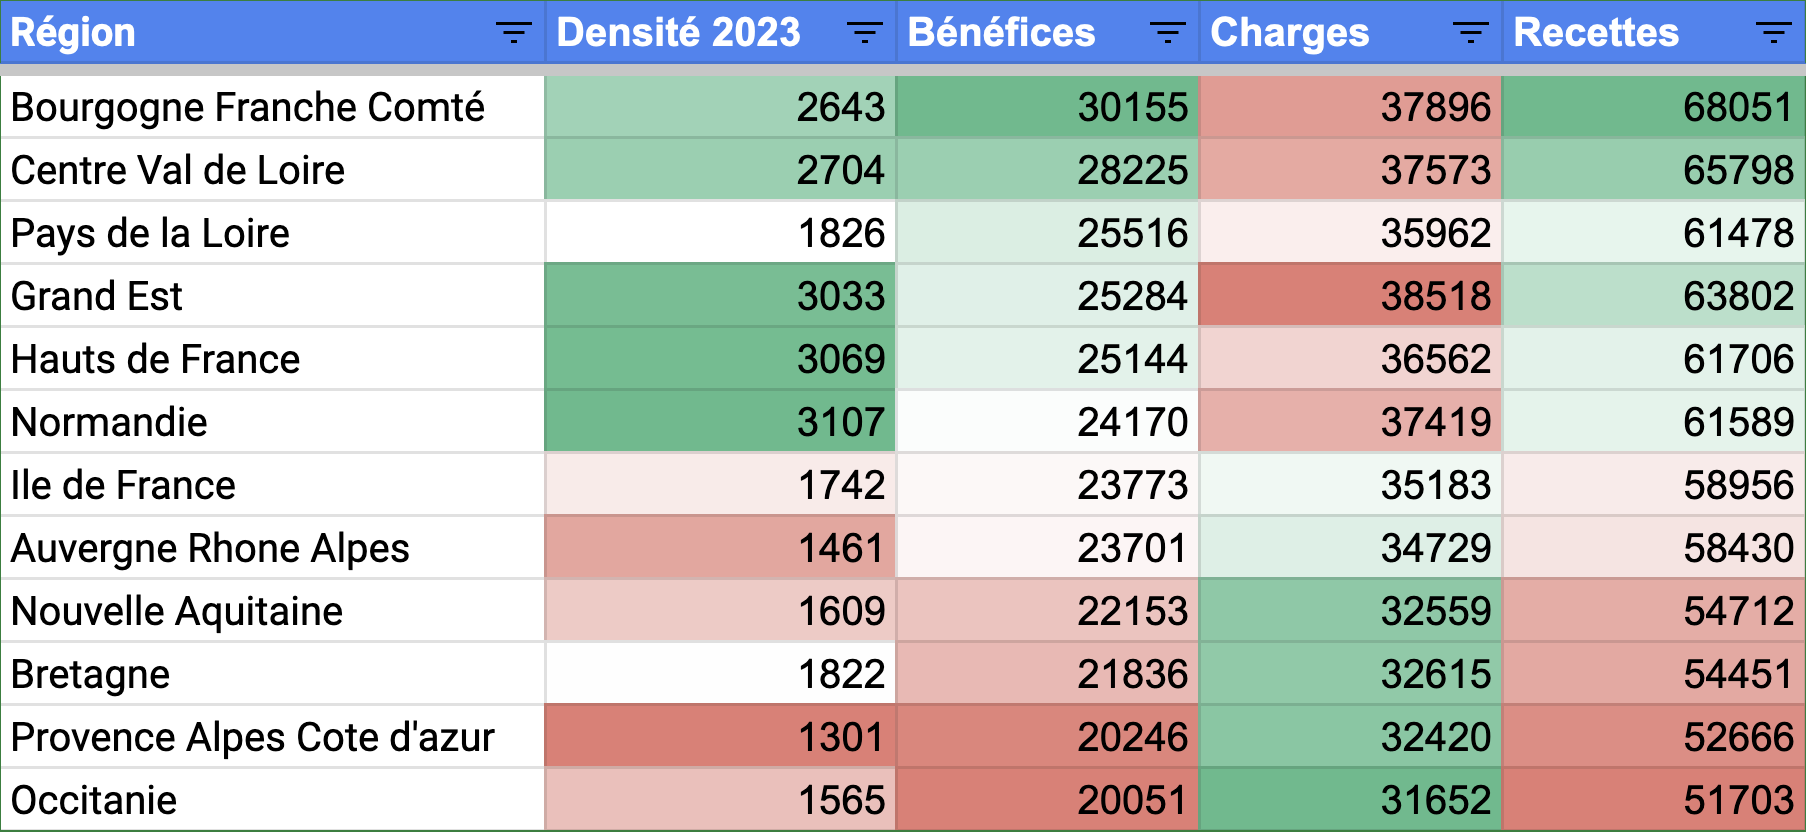 Région Densité 2023 Bénéfices Charges Recettes
Bourgogne Franche Comté 2643 30155 37896 68051
Centre Val de Loire 2704 28225 37573 65798
Pays de la Loire 1826 25516 35962 61478
Grand Est 3033 25284 38518 63802
Hauts de France 3069 25144 36562 61706
Normandie 3107 24170 37419 61589
Ile de France 1742 23773 35183 58956
Auvergne Rhone Alpes 1461 23701 34729 58430
Nouvelle Aquitaine 1609 22153 32559 54712
Bretagne 1822 21836 32615 54451
Provence Alpes Cote d'azur 1301 20246 32420 52666
Occitanie 1565 20051 31652 51703